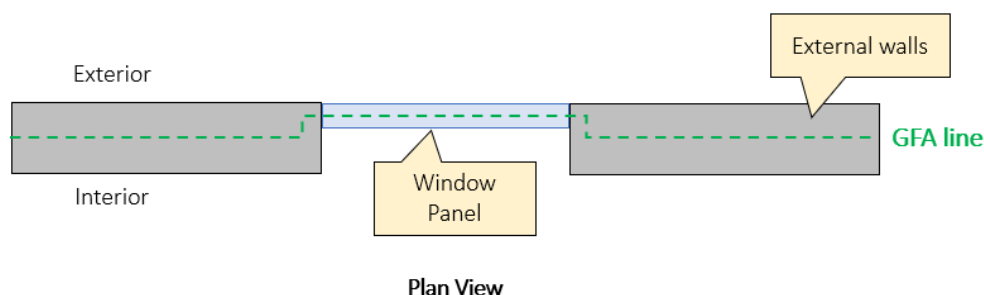 External walls
Exterior
GFA line
Interior
Window
Panel
Plan View